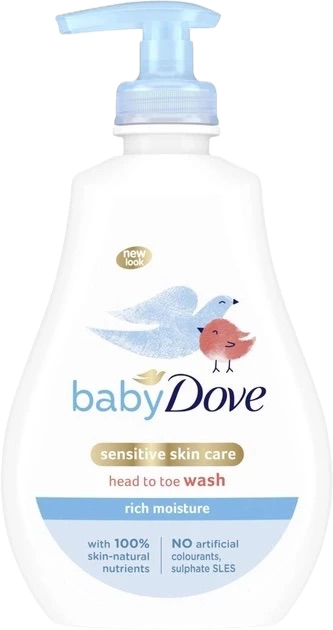 new
look
baby Dove
sensitive skin care
head to toe wash
rich moisture
with 100%
skin-natural
nutrients
NO artificial
colourants,
sulphate SLES